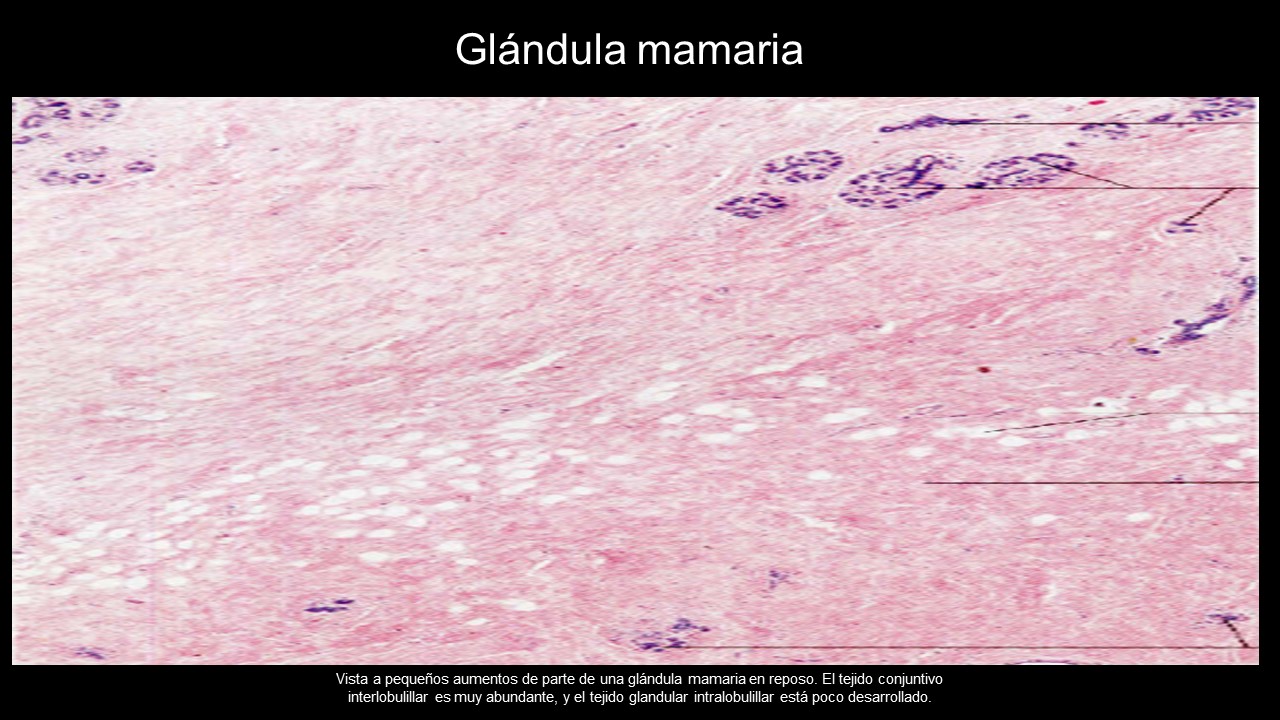 Glándula mamaria
Vista a pequeños aumentos de parte de una glándula mamaria en reposo. El tejido conjuntivo
interlobulillar es muy abundante, y el tejido glandular intralobulillar está poco desarrollado.